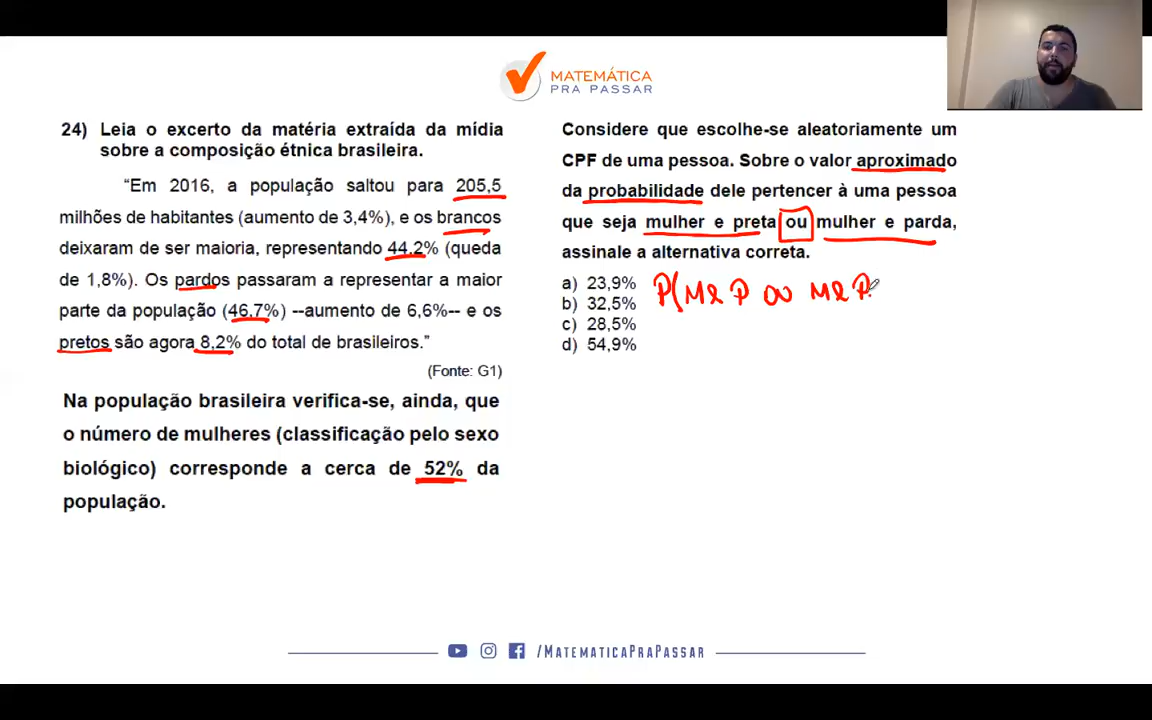 MATEMÁTICA
PRA PASSAR
24) Leia o excerto da matéria extraída da mídia
sobre a composição étnica brasileira.
“Em 2016, a população saltou para 205,5
milhões de habitantes (aumento de 3,4%), e os brancos
deixaram de ser maioria, representando 44,2% (queda
de 1,8%). Os pardos passaram a representar a maior
parte da população (46,7%) --aumento de 6,6%-- e os
pretos são agora 8,2% do total de brasileiros.”
(Fonte: G1)
Na população brasileira verifica-se, ainda, que
o número de mulheres (classificação pelo sexo
biológico) corresponde a cerca de 52% da
população.
Considere que escolhe-se aleatoriamente um
CPF de uma pessoa. Sobre o valor aproximado
da probabilidade dele pertencer à uma pessoa
que seja mulher e preta ou mulher e parda,
assinale a alternativa correta.
a) 23,9%
b) 32,5%
c) 28,5%
d) 54,9%
P(M e P ou M e P
/MATEMATICAPRAPASSAR